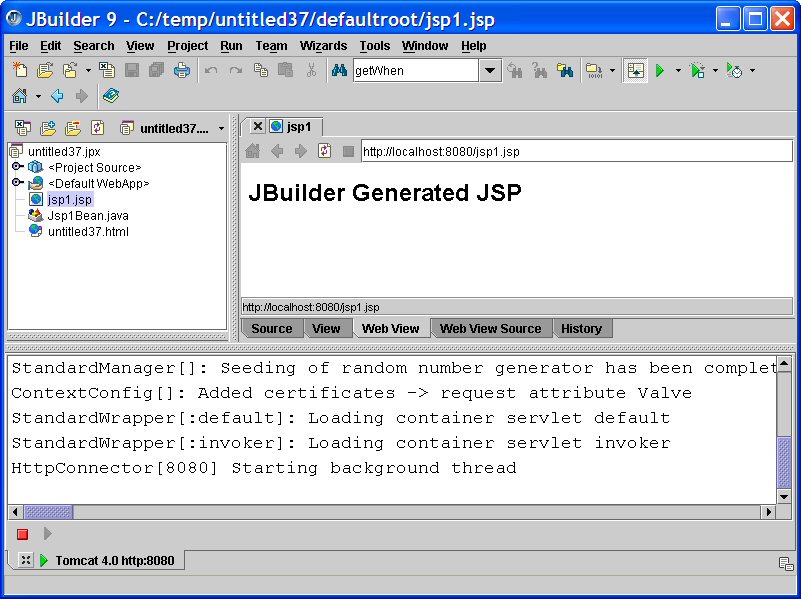 JBuilder 9 - C:/temp/untitled37/defaultroot/jsp1.jsp
File Edit Search View Project Run Team Wizards Tools Window Help
getWhen
untitled37....
jsp1
untitled37.jpx
<Project Source>
<Default WebApp>
jsp1.jsp
Jsp1Bean.java
untitled37.html
http://localhost:8080/jsp1.jsp
JBuilder Generated JSP
http://localhost:8080/jsp1.jsp
Source View Web View Web View Source History
StandardManager[]: Seeding of random number generator has been complet
ContextConfig[]: Added certificates -> request attribute Valve
StandardWrapper[:default]: Loading container servlet default
StandardWrapper[:invoker]: Loading container servlet invoker
HttpConnector[8080] Starting background thread
Tomcat 4.0 http:8080